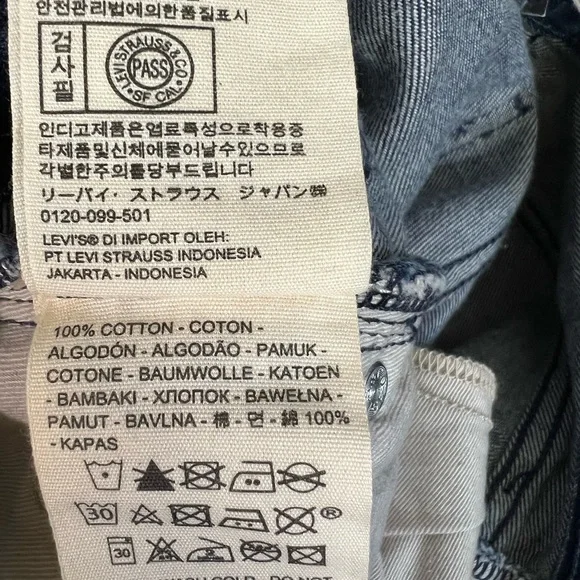 안전관리법에의한품질표시
검사필
LEVI STRAUSS & CO
PASS
SF CAL
인디고제품은염료특성으로착용중
타제품및신체에묻어날수있으므로
각별한주의를당부드립니다
リーバイ・ストラウス ジャパン㈱
0120-099-501
LEVI'S® DI IMPORT OLEH:
PT LEVI STRAUSS INDONESIA
JAKARTA - INDONESIA
100% COTTON - COTON -
ALGODÓN - ALGODÃO - PAMUK -
COTONE - BAUMWOLLE - KATOEN
- BAMBAKI - ХЛОПОК - BAWEŁNA -
PAMUT - BAVLNA - 棉 - 면 - 綿 100%
- KAPAS
30
®
30
WASH COLD - DO NOT